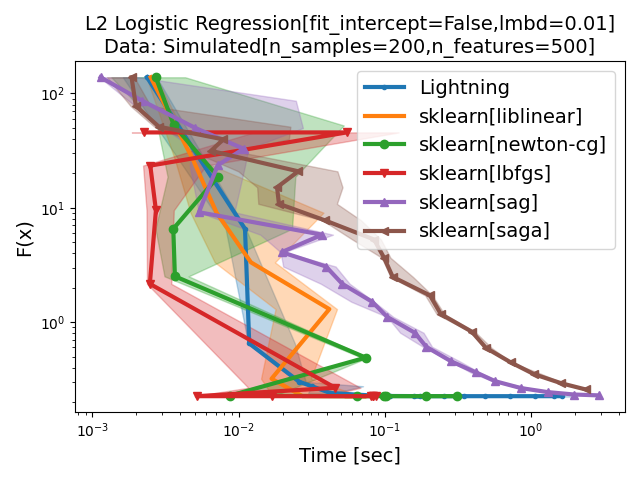 L2 Logistic Regression[fit_intercept=False,lmbd=0.01]
Data: Simulated[n_samples=200,n_features=500]
F(x)
10²
10¹
10⁰
Lightning
sklearn[liblinear]
sklearn[newton-cg]
sklearn[lbfgs]
sklearn[sag]
sklearn[saga]
10⁻³ 10⁻² 10⁻¹ 10⁰
Time [sec]